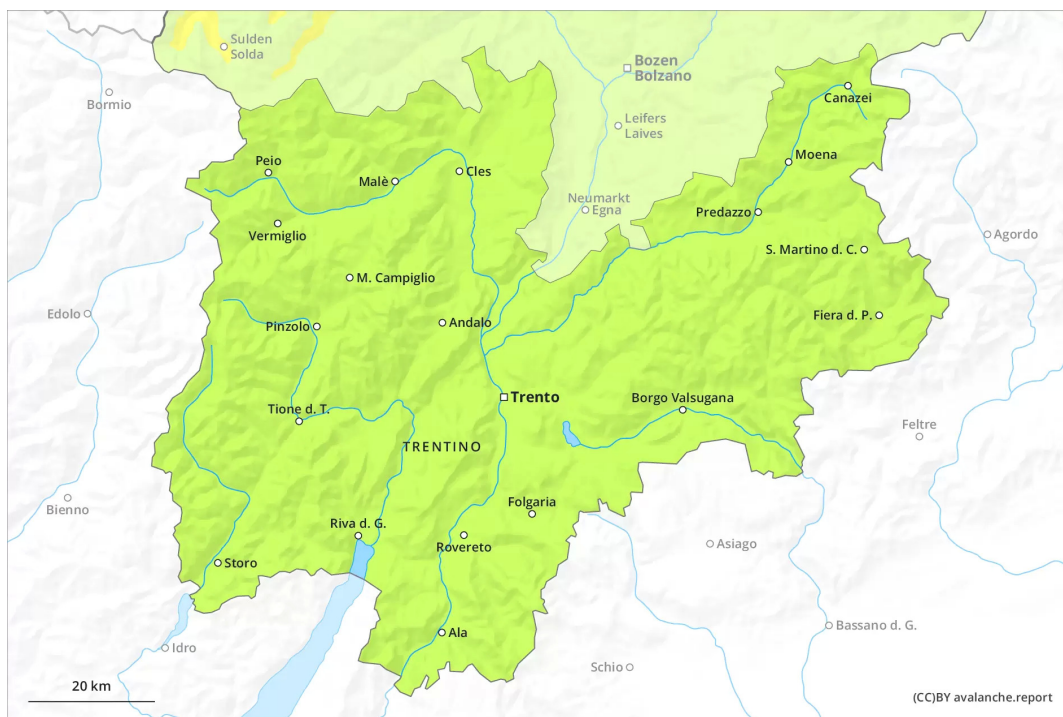 Sulden
Solda
Bozen
Bolzano
Bormio
Canazei
Leifers
Laives
Moena
Peio
Malè
Cles
Neumarkt
Egna
Predazzo
Vermiglio
Agordo
S. Martino d. C.
M. Campiglio
Edolo
Pinzolo
Andalo
Fiera d. P.
Trento
Borgo Valsugana
Tione d. T.
Feltre
TRENTINO
Bienno
Folgaria
Riva d. G.
Rovereto
Asiago
Storo
Ala
Bassano d. G.
Idro
Schio
20 km
(CC)BY avalanche.report